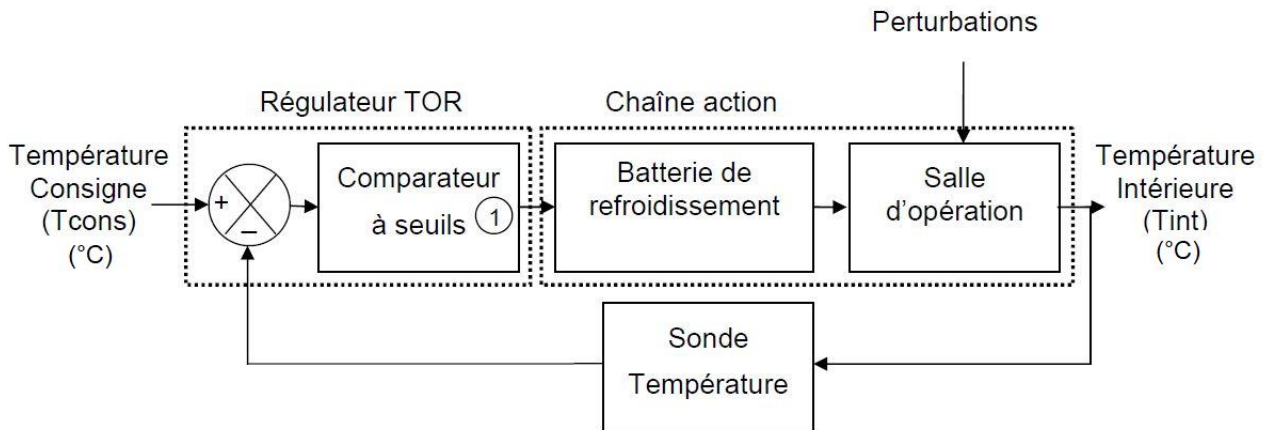 Perturbations
Régulateur TOR
Chaîne action
Température
Consigne
(Tcons)
(°C)
+
−
Comparateur
à seuils 1
Batterie de
refroidissement
Salle
d'opération
Température
Intérieure
(Tint)
(°C)
Sonde
Température